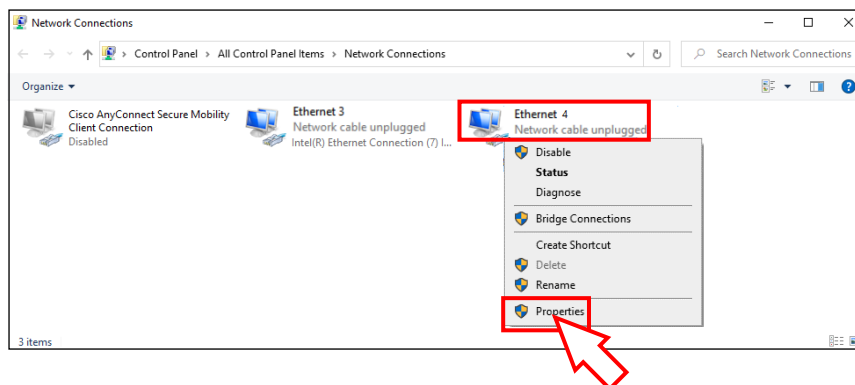 Network Connections
Control Panel > All Control Panel Items > Network Connections
Search Network Connections
Organize
Cisco AnyConnect Secure Mobility
Client Connection
Disabled
Ethernet 3
Network cable unplugged
Intel(R) Ethernet Connection (7) I...
Ethernet 4
Network cable unplugged
Disable
Status
Diagnose
Bridge Connections
Create Shortcut
Delete
Rename
Properties
3 items